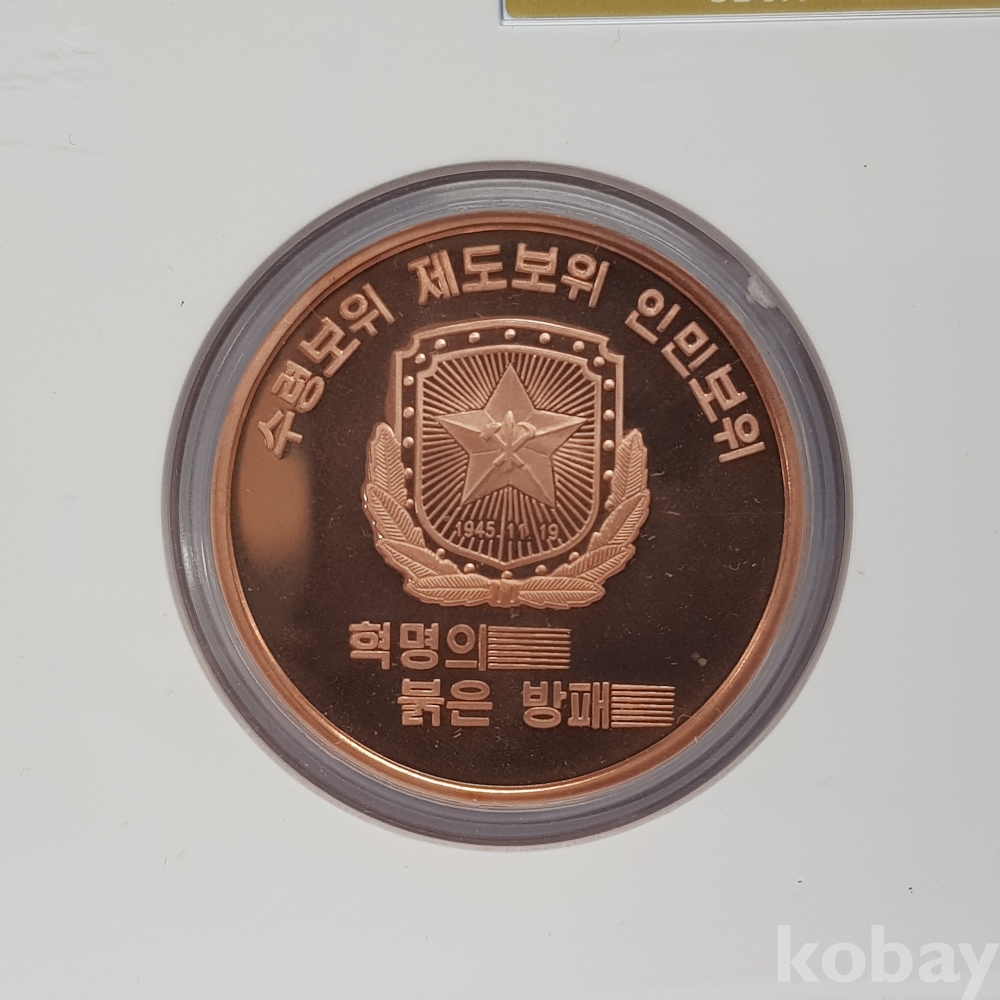 수령보위 제도보위 인민보위
1945. 11. 19
혁명의
붉은 방패
kobay